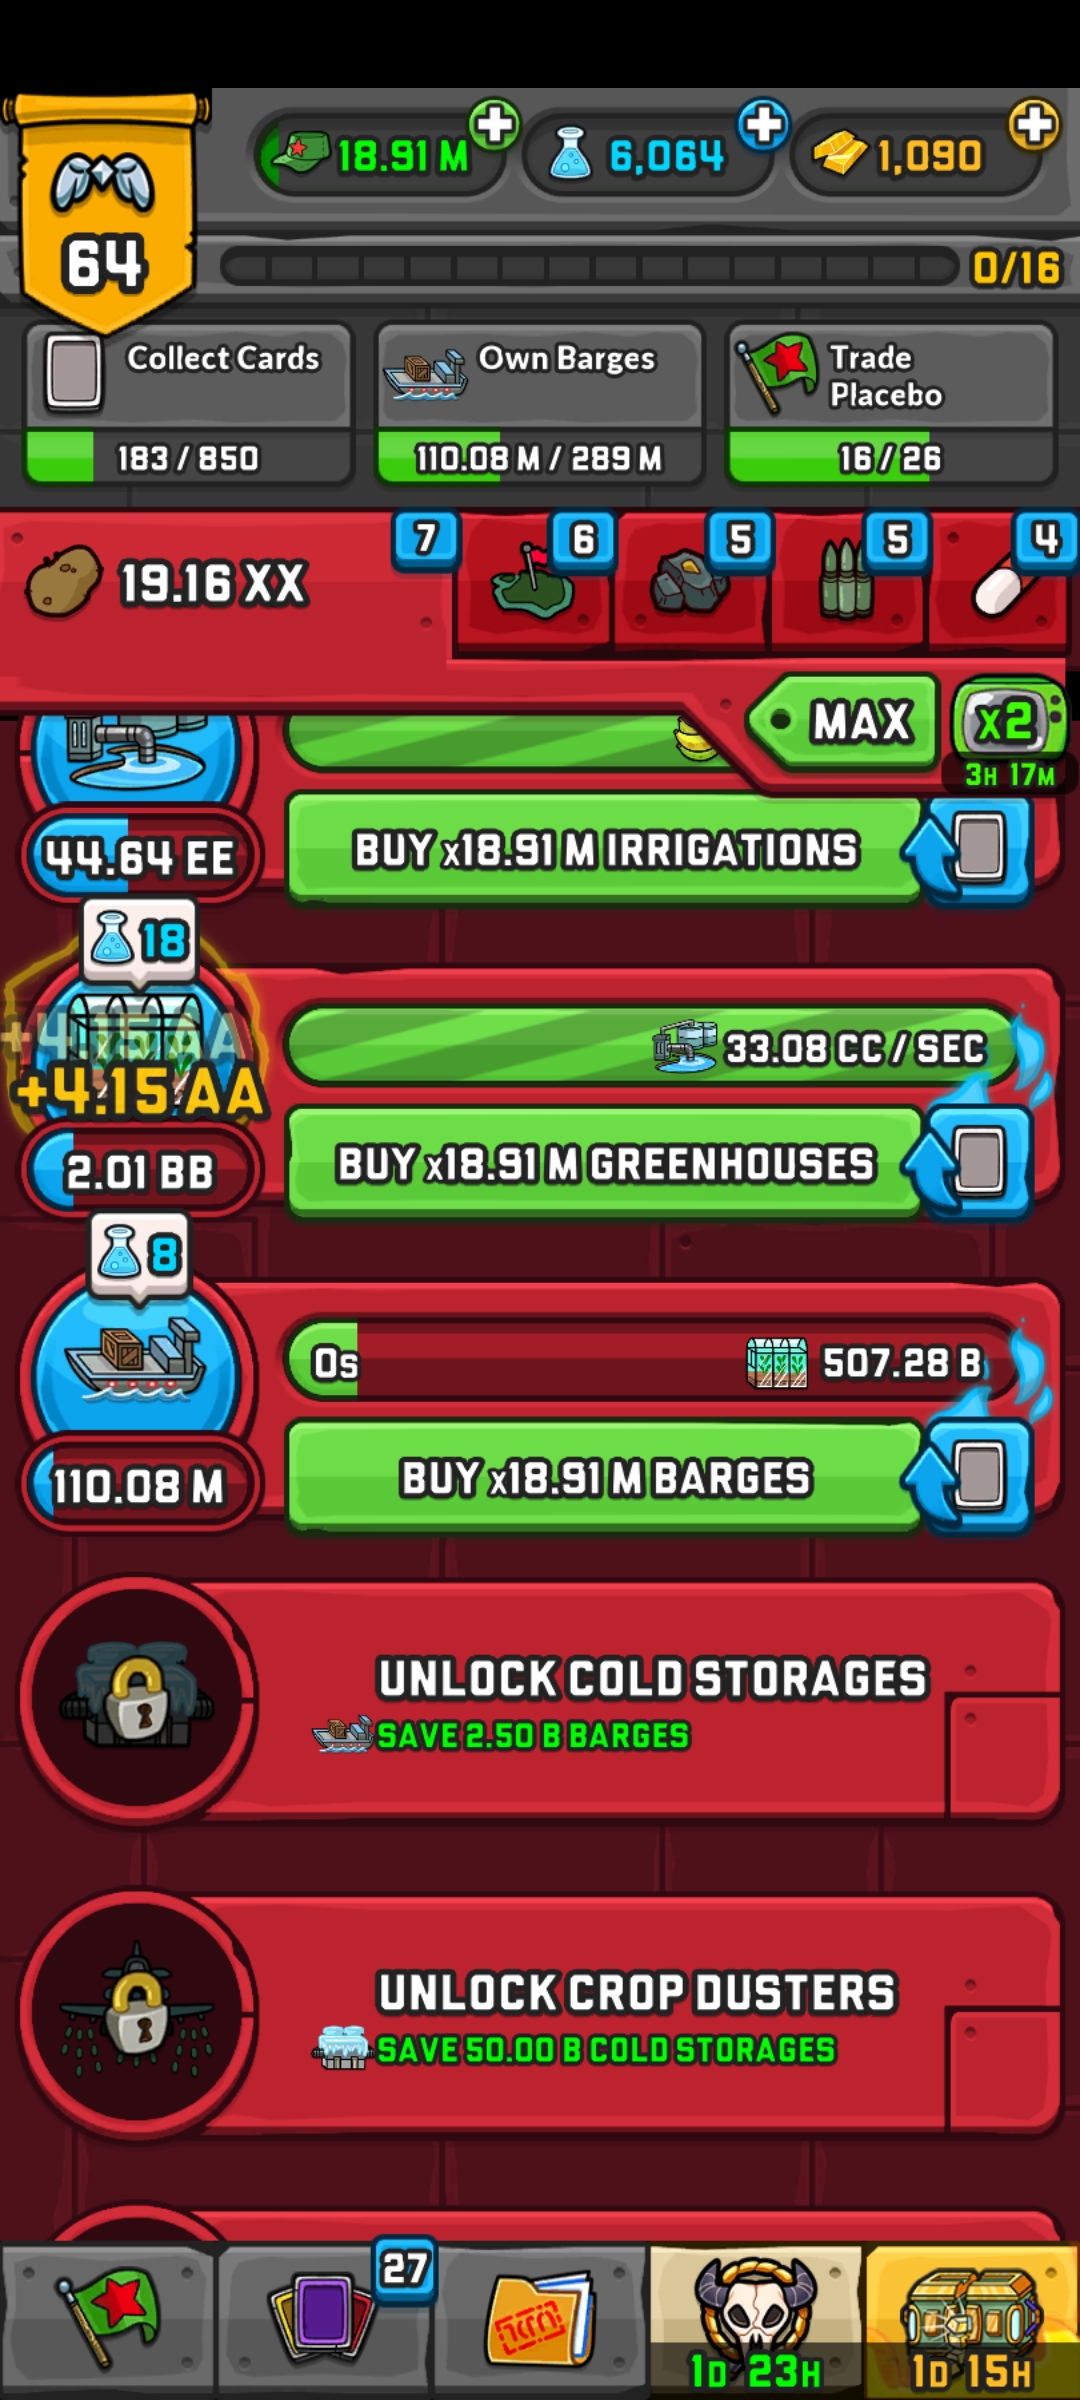 18.91 M
6,064
1,090
64
0/16
Collect Cards
183 / 850
Own Barges
110.08 M / 289 M
Trade
Placebo
16 / 26
19.16 XX
7
6
5
5
4
MAX
x2
3H 17M
44.64 EE
BUY x18.91 M IRRIGATIONS
18
+4.15 AA
+4.15 AA
33.08 CC / SEC
2.01 BB
BUY x18.91 M GREENHOUSES
8
0s
507.28 B
110.08 M
BUY x18.91 M BARGES
UNLOCK COLD STORAGES
SAVE 2.50 B BARGES
UNLOCK CROP DUSTERS
SAVE 50.00 B COLD STORAGES
27
1D 23H
1D 15H